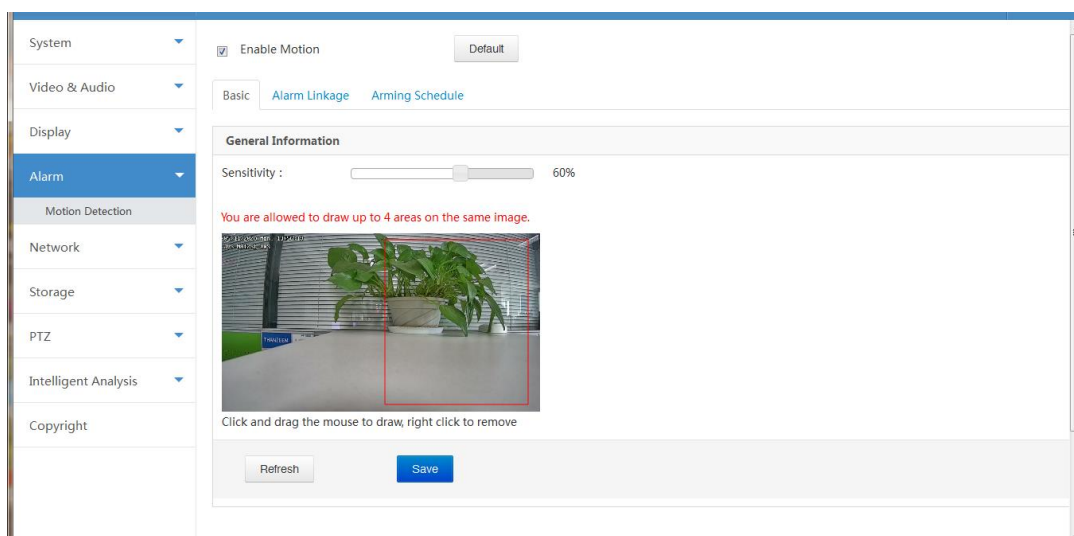 System
Video & Audio
Display
Alarm
Motion Detection
Network
Storage
PTZ
Intelligent Analysis
Copyright
Enable Motion
Default
Basic
Alarm Linkage
Arming Schedule
General Information
Sensitivity :
60%
You are allowed to draw up to 4 areas on the same image.
Click and drag the mouse to draw, right click to remove
Refresh
Save